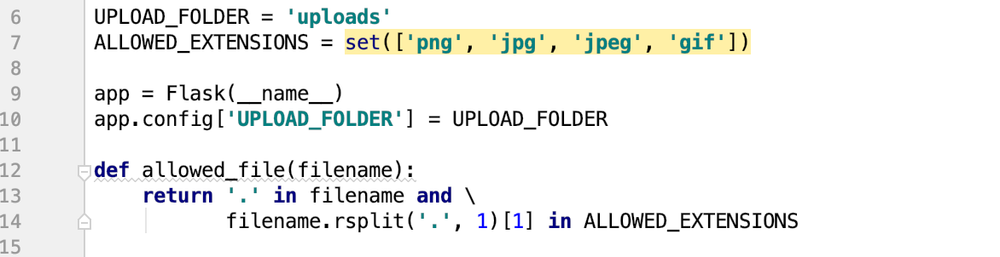 6 UPLOAD_FOLDER = 'uploads'
7 ALLOWED_EXTENSIONS = set(['png', 'jpg', 'jpeg', 'gif'])
8
9 app = Flask(__name__)
10 app.config['UPLOAD_FOLDER'] = UPLOAD_FOLDER
11
12 def allowed_file(filename):
13     return '.' in filename and \
14            filename.rsplit('.', 1)[1] in ALLOWED_EXTENSIONS
15